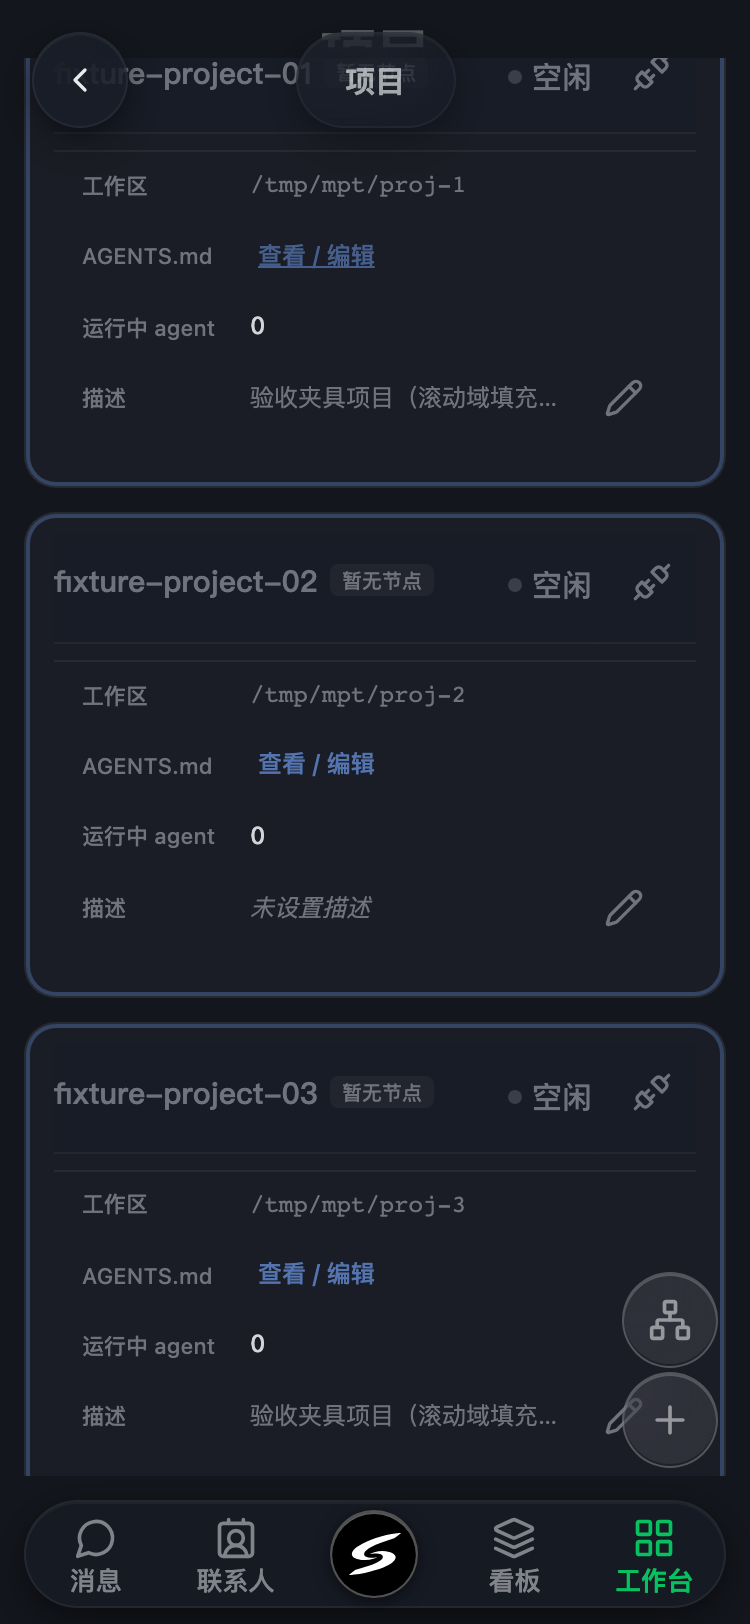 项目
fixture-project-01 空闲
工作区 /tmp/mpt/proj-1
AGENTS.md 查看 / 编辑
运行中 agent 0
描述 验收夹具项目（滚动域填充...
fixture-project-02 暂无节点 空闲
工作区 /tmp/mpt/proj-2
AGENTS.md 查看 / 编辑
运行中 agent 0
描述 未设置描述
fixture-project-03 暂无节点 空闲
工作区 /tmp/mpt/proj-3
AGENTS.md 查看 / 编辑
运行中 agent 0
描述 验收夹具项目（滚动域填充...
消息 联系人 看板 工作台